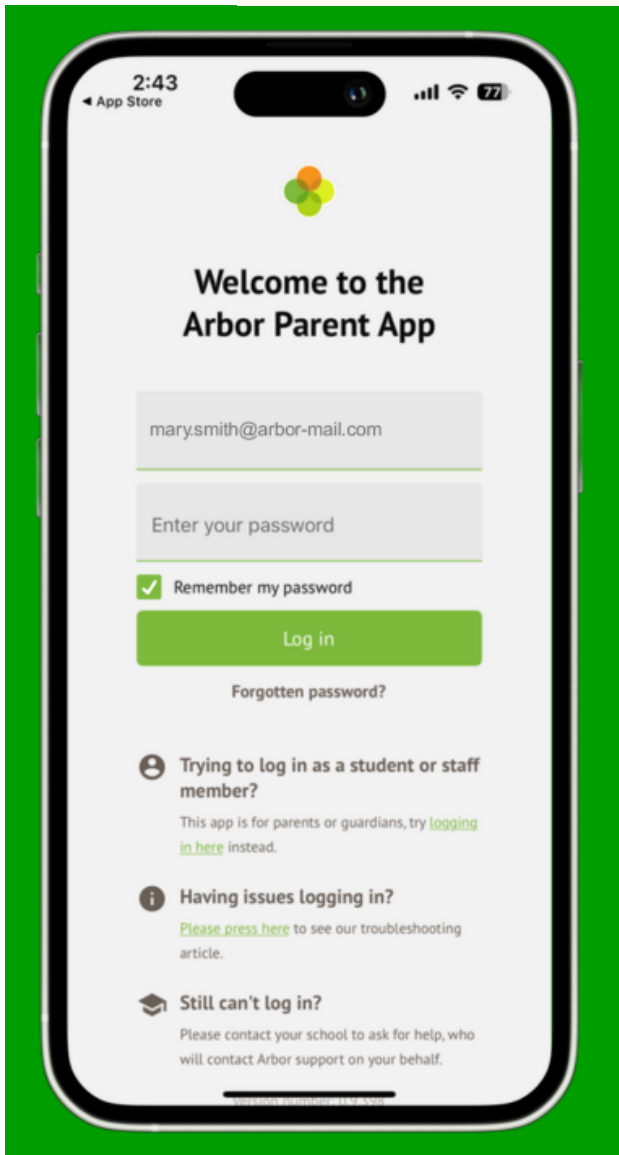 2:43
◀ App Store
77
Welcome to the
Arbor Parent App
mary.smith@arbor-mail.com
Enter your password
Remember my password
Log in
Forgotten password?
Trying to log in as a student or staff
member?
This app is for parents or guardians, try logging
in here instead.
Having issues logging in?
Please press here to see our troubleshooting
article.
Still can't log in?
Please contact your school to ask for help, who
will contact Arbor support on your behalf.
Version number: